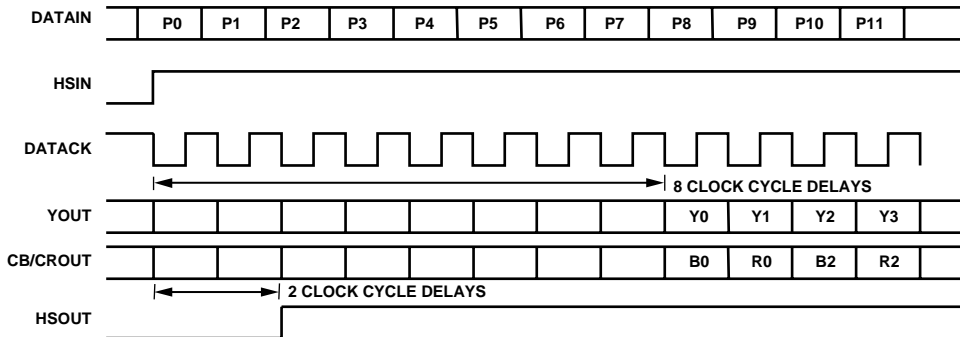 DATAIN P0 P1 P2 P3 P4 P5 P6 P7 P8 P9 P10 P11
HSIN
DATACK
8 CLOCK CYCLE DELAYS
YOUT Y0 Y1 Y2 Y3
CB/CROUT B0 R0 B2 R2
2 CLOCK CYCLE DELAYS
HSOUT